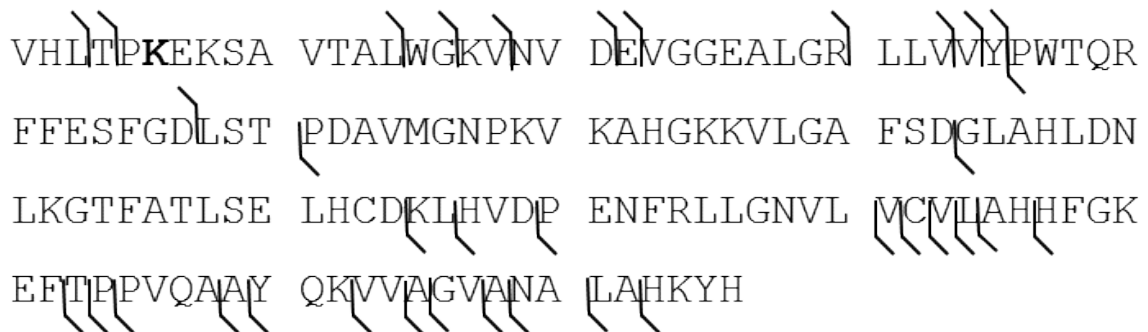 VHLTPKEKSA VTALWGKVNV DEVGGEALGR LLVVYPWTQR
FFESFGDLST PDAVMGNPKV KAHGKKVLGA FSDGLAHLDN
LKGTFATLSE LHCDKLHVDP ENFRLLGNVL VCVLAHHFGK
EFTPPVQAAY QKVVAGVANA LAHKYH